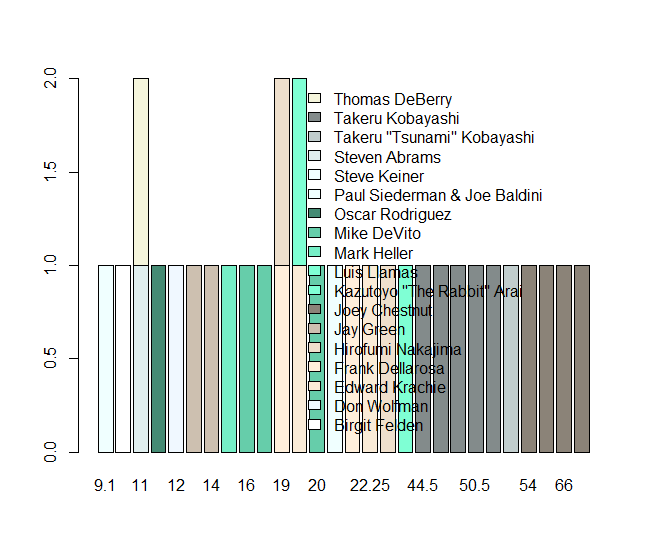 2.0
1.5
1.0
0.5
0.0
Thomas DeBerry
Takeru Kobayashi
Takeru "Tsunami" Kobayashi
Steven Abrams
Steve Keiner
Paul Siederman & Joe Baldini
Oscar Rodriguez
Mike DeVito
Mark Heller
Luis Llamas
Kazutoyo "The Rabbit" Arai
Joey Chestnut
Jay Green
Hirofumi Nakajima
Frank Dellarosa
Edward Krachie
Don Wolfman
Birgit Felden
9.1 11 12 14 16 19 20 22.25 44.5 50.5 54 66